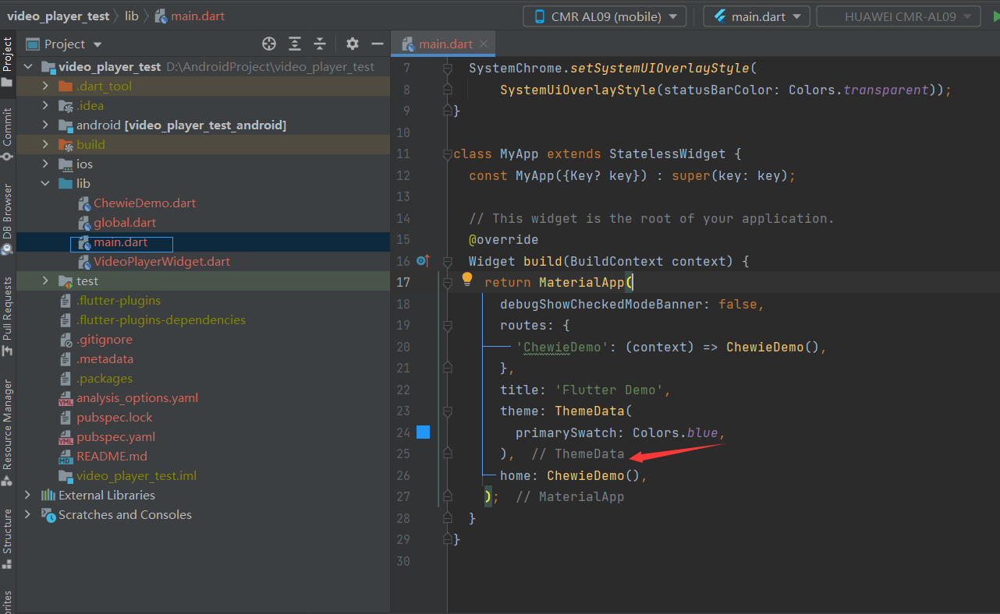 video_player_test lib main.dart
CMR AL09 (mobile) main.dart HUAWEI CMR-AL09
Project
Commit
DB Browser
Pull Requests
Resource Manager
Structure
Project
video_player_test D:\AndroidProject\video_player_test
.dart_tool
.idea
android [video_player_test_android]
build
ios
lib
ChewieDemo.dart
global.dart
main.dart
VideoPlayerWidget.dart
test
.flutter-plugins
.flutter-plugins-dependencies
.gitignore
.metadata
.packages
analysis_options.yaml
pubspec.lock
pubspec.yaml
README.md
video_player_test.iml
External Libraries
Scratches and Consoles
main.dart
7 SystemChrome.setSystemUIOverlayStyle(
8 SystemUiOverlayStyle(statusBarColor: Colors.transparent));
9 }
10
11 class MyApp extends StatelessWidget {
12 const MyApp({Key? key}) : super(key: key);
13
14 // This widget is the root of your application.
15 @override
16 Widget build(BuildContext context) {
17 return MaterialApp(
18 debugShowCheckedModeBanner: false,
19 routes: {
20 'ChewieDemo': (context) => ChewieDemo(),
21 },
22 title: 'Flutter Demo',
23 theme: ThemeData(
24 primarySwatch: Colors.blue,
25 ), // ThemeData
26 home: ChewieDemo(),
27 ); // MaterialApp
28 }
29 }
30